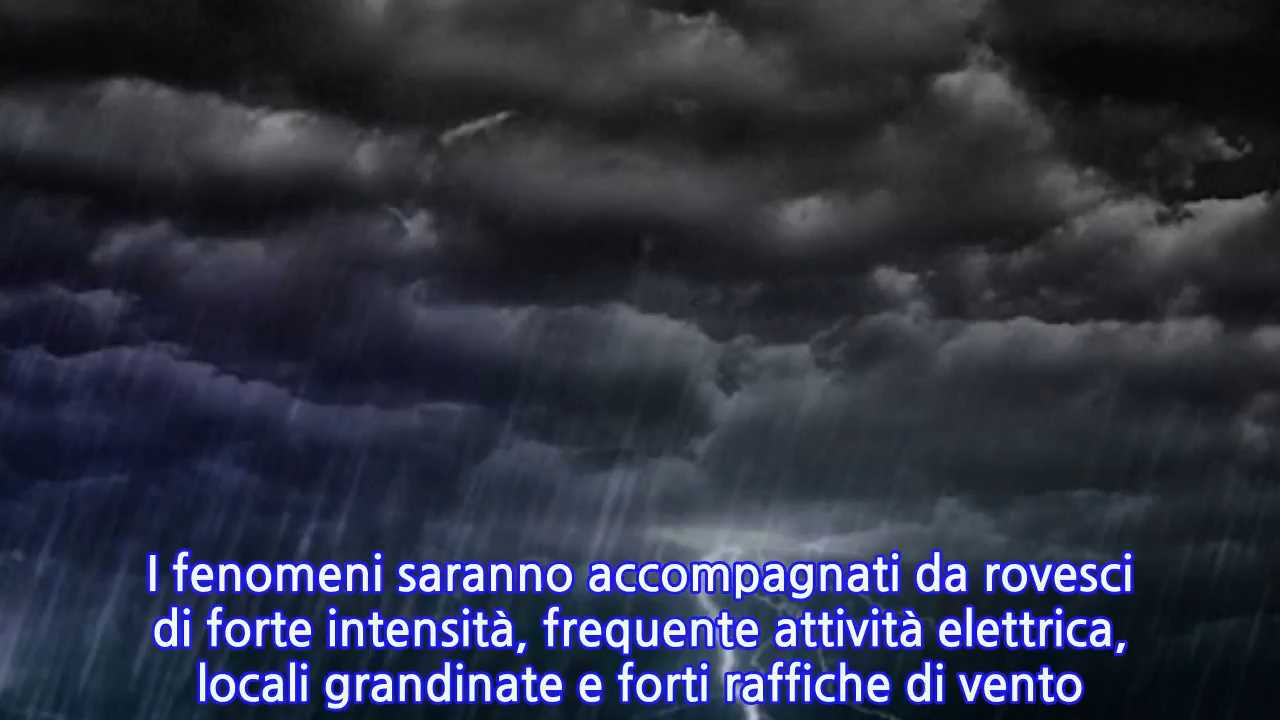 I fenomeni saranno accompagnati da rovesci
di forte intensità, frequente attività elettrica,
locali grandinate e forti raffiche di vento